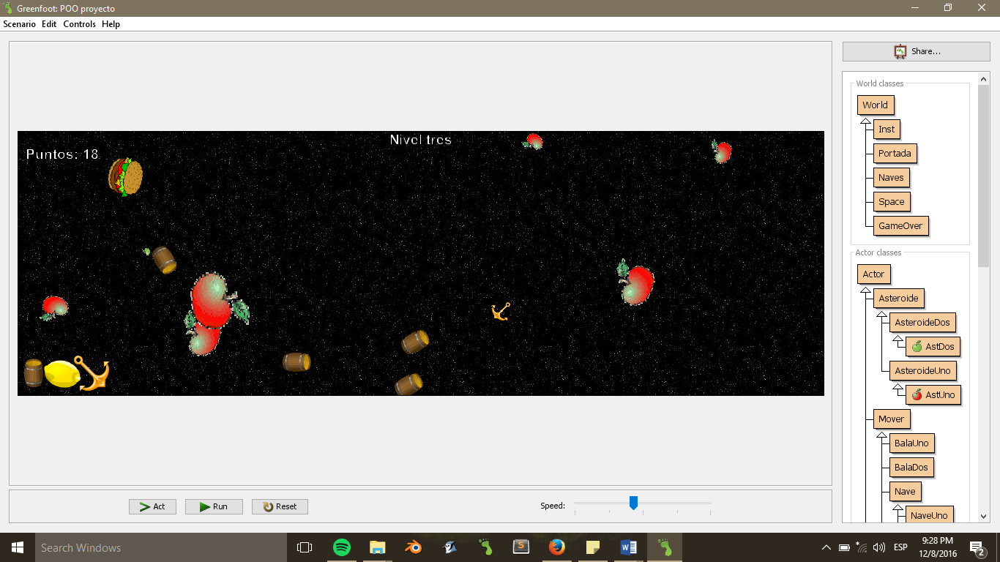 Greenfoot: POO proyecto
Scenario Edit Controls Help
Share...
World classes
World
Inst
Portada
Naves
Space
GameOver
Actor classes
Actor
Asteroide
AsteroideDos
AstDos
AsteroideUno
AstUno
Mover
BalaUno
BalaDos
Nave
NaveUno
Nivel tres
Puntos: 18
Act
Run
Reset
Speed:
Search Windows
ESP
9:28 PM
12/8/2016
2